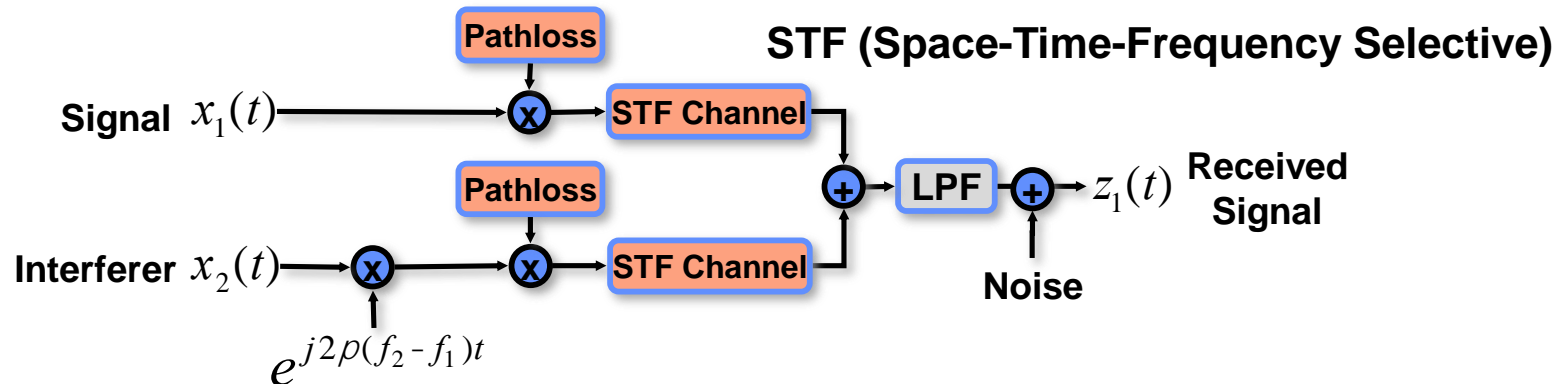 Pathloss
STF (Space-Time-Frequency Selective)
Signal x₁(t)
x
STF Channel
Pathloss
+
LPF
+
z₁(t) Received
Signal
Interferer x₂(t)
x
x
STF Channel
Noise
e^{j2p(f₂-f₁)t}